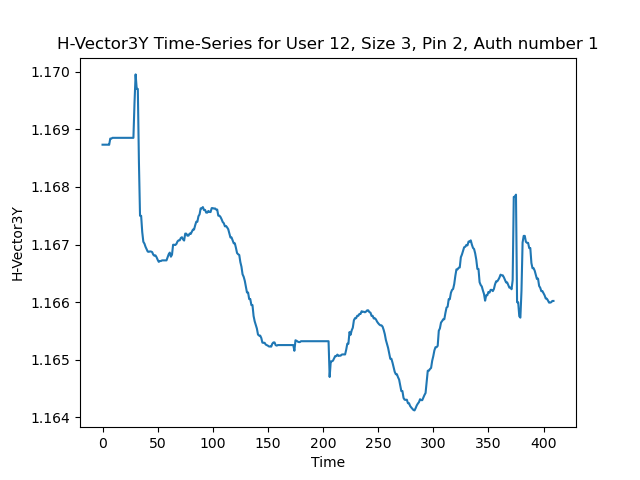 H-Vector3Y Time-Series for User 12, Size 3, Pin 2, Auth number 1
1.170
1.169
1.168
1.167
1.166
1.165
1.164
H-Vector3Y
0 50 100 150 200 250 300 350 400
Time